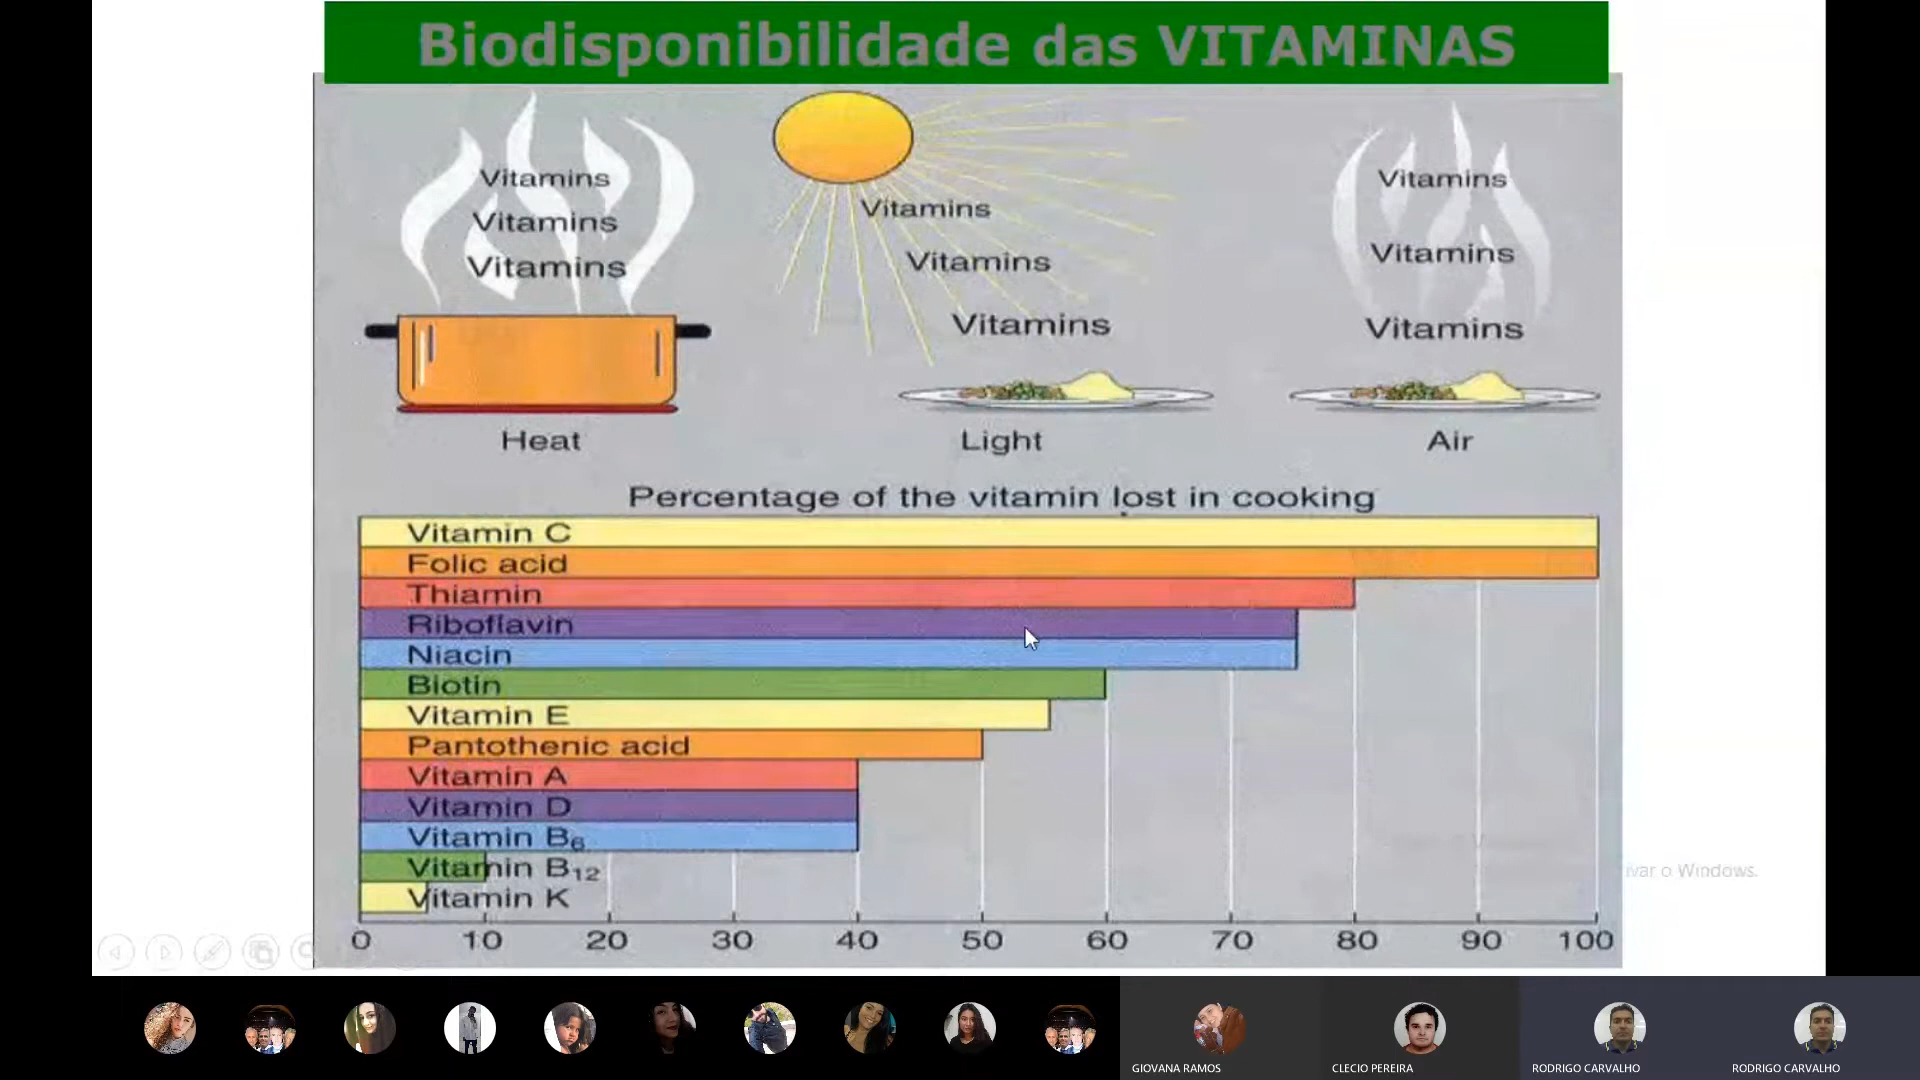 Biodisponibilidade das VITAMINAS
Vitamins
Vitamins
Vitamins
Heat
Vitamins
Vitamins
Vitamins
Light
Vitamins
Vitamins
Vitamins
Air
Percentage of the vitamin lost in cooking
Vitamin C
Folic acid
Thiamin
Riboflavin
Niacin
Biotin
Vitamin E
Pantothenic acid
Vitamin A
Vitamin D
Vitamin B₆
Vitamin B₁₂
Vitamin K
0 10 20 30 40 50 60 70 80 90 100
ivar o Windows.
GIOVANA RAMOS
CLECIO PEREIRA
RODRIGO CARVALHO
RODRIGO CARVALHO